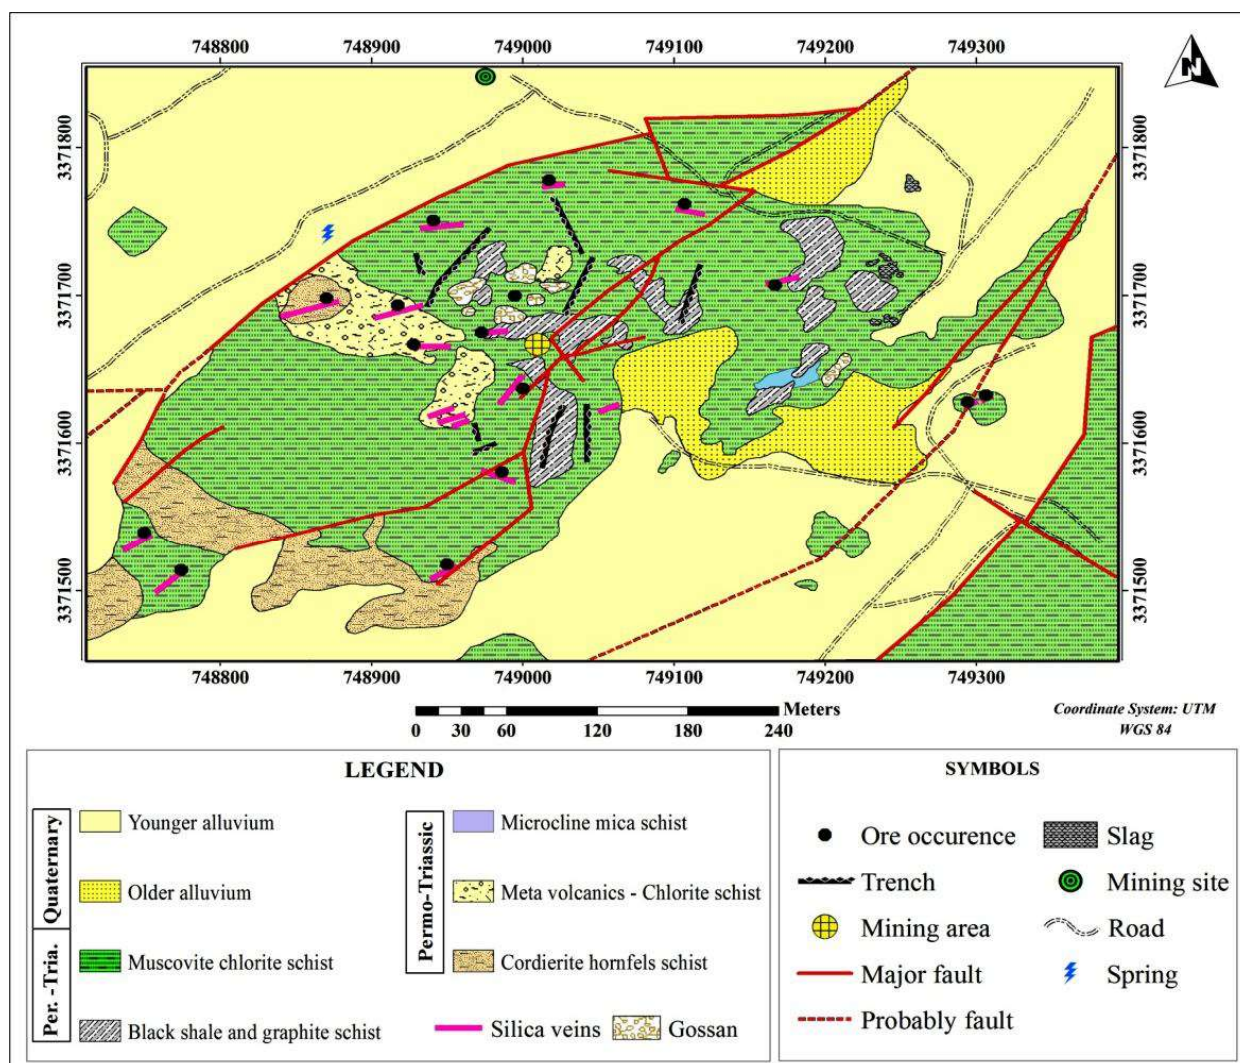 748800 748900 749000 749100 749200 749300
N
3371800
3371700
3371600
3371500
3371800
3371700
3371600
3371500
748800 748900 749000 749100 749200 749300
Meters
0 30 60 120 180 240
Coordinate System: UTM
WGS 84
LEGEND
Quaternary
Per. -Tria.
Younger alluvium
Older alluvium
Muscovite chlorite schist
Black shale and graphite schist
Permo-Triassic
Microcline mica schist
Meta volcanics - Chlorite schist
Cordierite hornfels schist
Silica veins
Gossan
SYMBOLS
Ore occurence
Trench
Mining area
Major fault
Probably fault
Slag
Mining site
Road
Spring